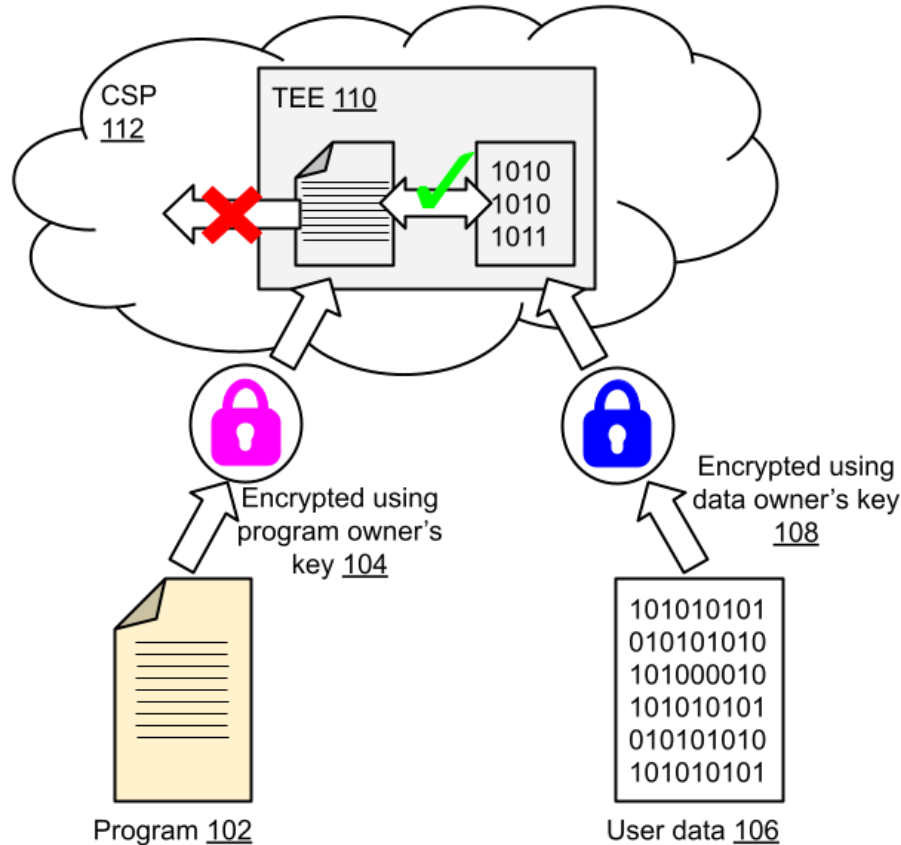 CSP
112
TEE 110
1010
1010
1011
Encrypted using
program owner's
key 104
Encrypted using
data owner's key
108
101010101
010101010
101000010
101010101
010101010
101010101
Program 102
User data 106